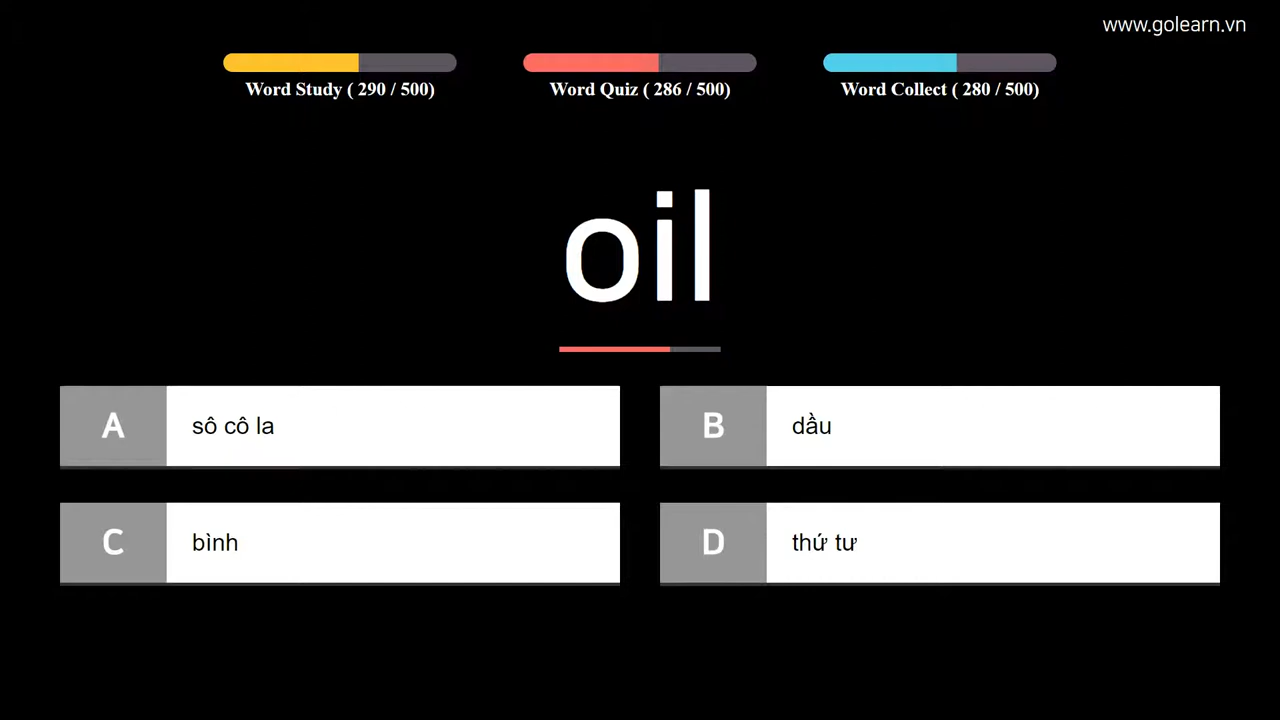 www.golearn.vn
Word Study ( 290 / 500)
Word Quiz ( 286 / 500)
Word Collect ( 280 / 500)
oil
A
sô cô la
B
dầu
C
bình
D
thứ tư